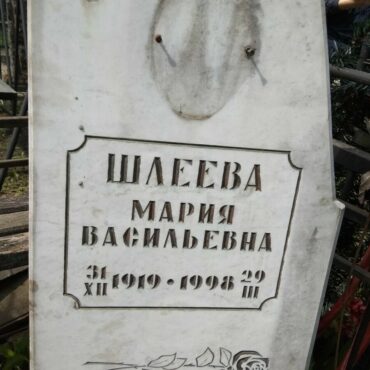 ШЛЕЕВА
МАРИЯ
ВАСИЛЬЕВНА
31/XII 1919 · 1998 29/III